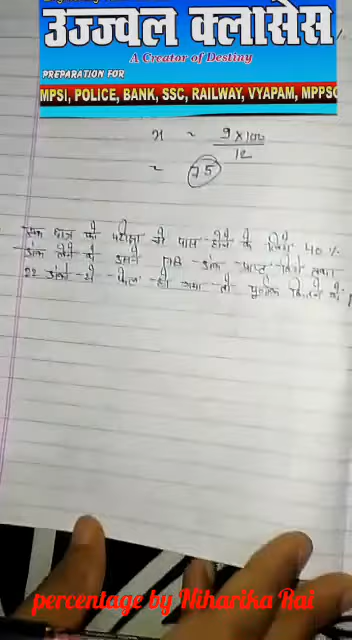 उज्ज्वल क्लासेस
A Creator of Destiny
PREPARATION FOR
MPSI, POLICE, BANK, SSC, RAILWAY, VYAPAM, MPPSC
x = 9 x 100
12
= 75
एक छात्र को परीक्षा में पास होने के लिये 40 %
अंक लेने थे उसने अंक प्राप्त किये तथा
22 अंको से फेल हो गया तो पूर्णांक कितने थे
percentage by Niharika Rai